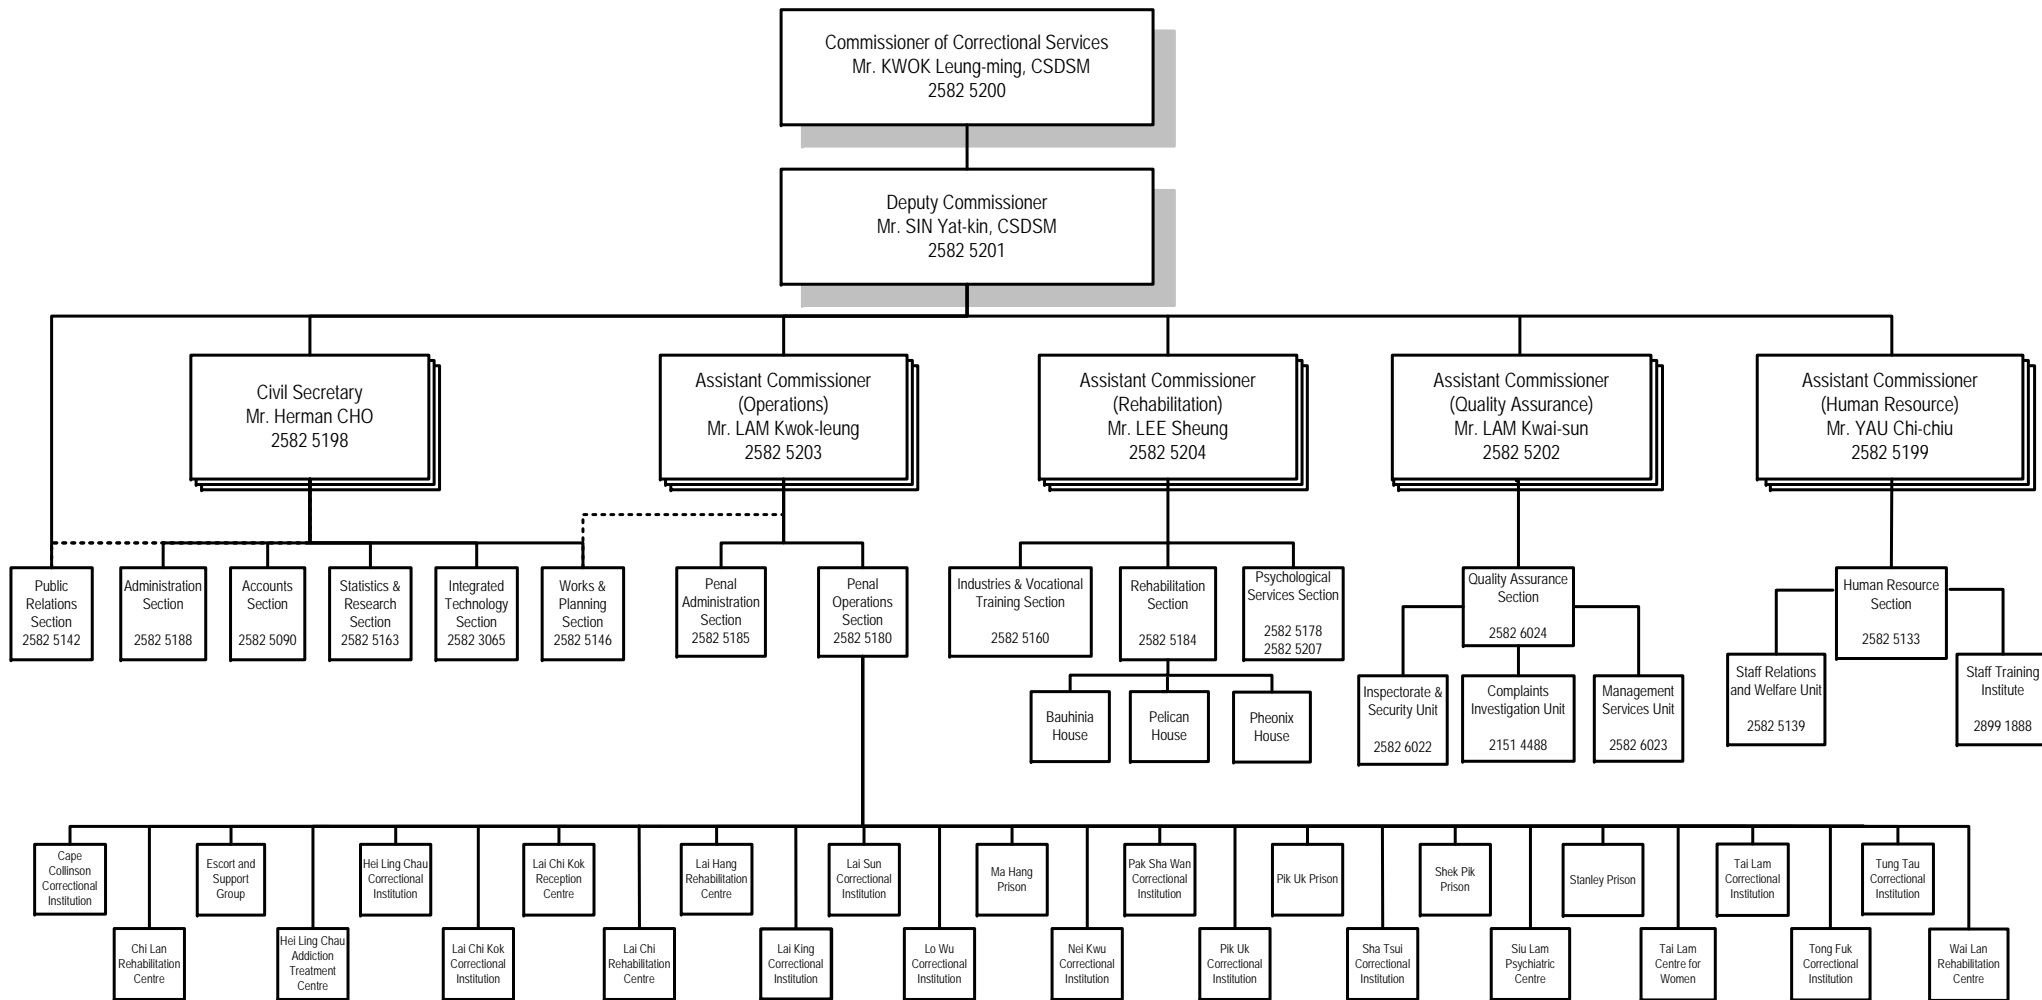 Commissioner of Correctional Services
Mr. KWOK Leung-ming, CSDSM
2582 5200
Deputy Commissioner
Mr. SIN Yat-kin, CSDSM
2582 5201
Civil Secretary
Mr. Herman CHO
2582 5198
Assistant Commissioner
(Operations)
Mr. LAM Kwok-leung
2582 5203
Assistant Commissioner
(Rehabilitation)
Mr. LEE Sheung
2582 5204
Assistant Commissioner
(Quality Assurance)
Mr. LAM Kwai-sun
2582 5202
Assistant Commissioner
(Human Resource)
Mr. YAU Chi-chiu
2582 5199
Public
Relations
Section
2582 5142
Administration
Section
2582 5188
Accounts
Section
2582 5090
Statistics &
Research
Section
2582 5163
Integrated
Technology
Section
2582 3065
Works &
Planning
Section
2582 5146
Penal
Administration
Section
2582 5185
Penal
Operations
Section
2582 5180
Industries & Vocational
Training Section
2582 5160
Rehabilitation
Section
2582 5184
Psychological
Services Section
2582 5178
2582 5207
Quality Assurance
Section
2582 6024
Human Resource
Section
2582 5133
Bauhinia
House
Pelican
House
Pheonix
House
Inspectorate &
Security Unit
2582 6022
Complaints
Investigation Unit
2151 4488
Management
Services Unit
2582 6023
Staff Relations
and Welfare Unit
2582 5139
Staff Training
Institute
2899 1888
Cape
Collinson
Correctional
Institution
Escort and
Support
Group
Hei Ling Chau
Correctional
Institution
Lai Chi Kok
Reception
Centre
Lai Hang
Rehabilitation
Centre
Lai Sun
Correctional
Institution
Ma Hang
Prison
Pak Sha Wan
Correctional
Institution
Pik Uk Prison
Shek Pik
Prison
Stanley Prison
Tai Lam
Correctional
Institution
Tung Tau
Correctional
Institution
Chi Lan
Rehabilitation
Centre
Hei Ling Chau
Addiction
Treatment
Centre
Lai Chi Kok
Correctional
Institution
Lai Chi
Rehabilitation
Centre
Lai King
Correctional
Institution
Lo Wu
Correctional
Institution
Nei Kwu
Correctional
Institution
Pik Uk
Correctional
Institution
Sha Tsui
Correctional
Institution
Siu Lam
Psychiatric
Centre
Tai Lam
Centre for
Women
Tong Fuk
Correctional
Institution
Wai Lan
Rehabilitation
Centre